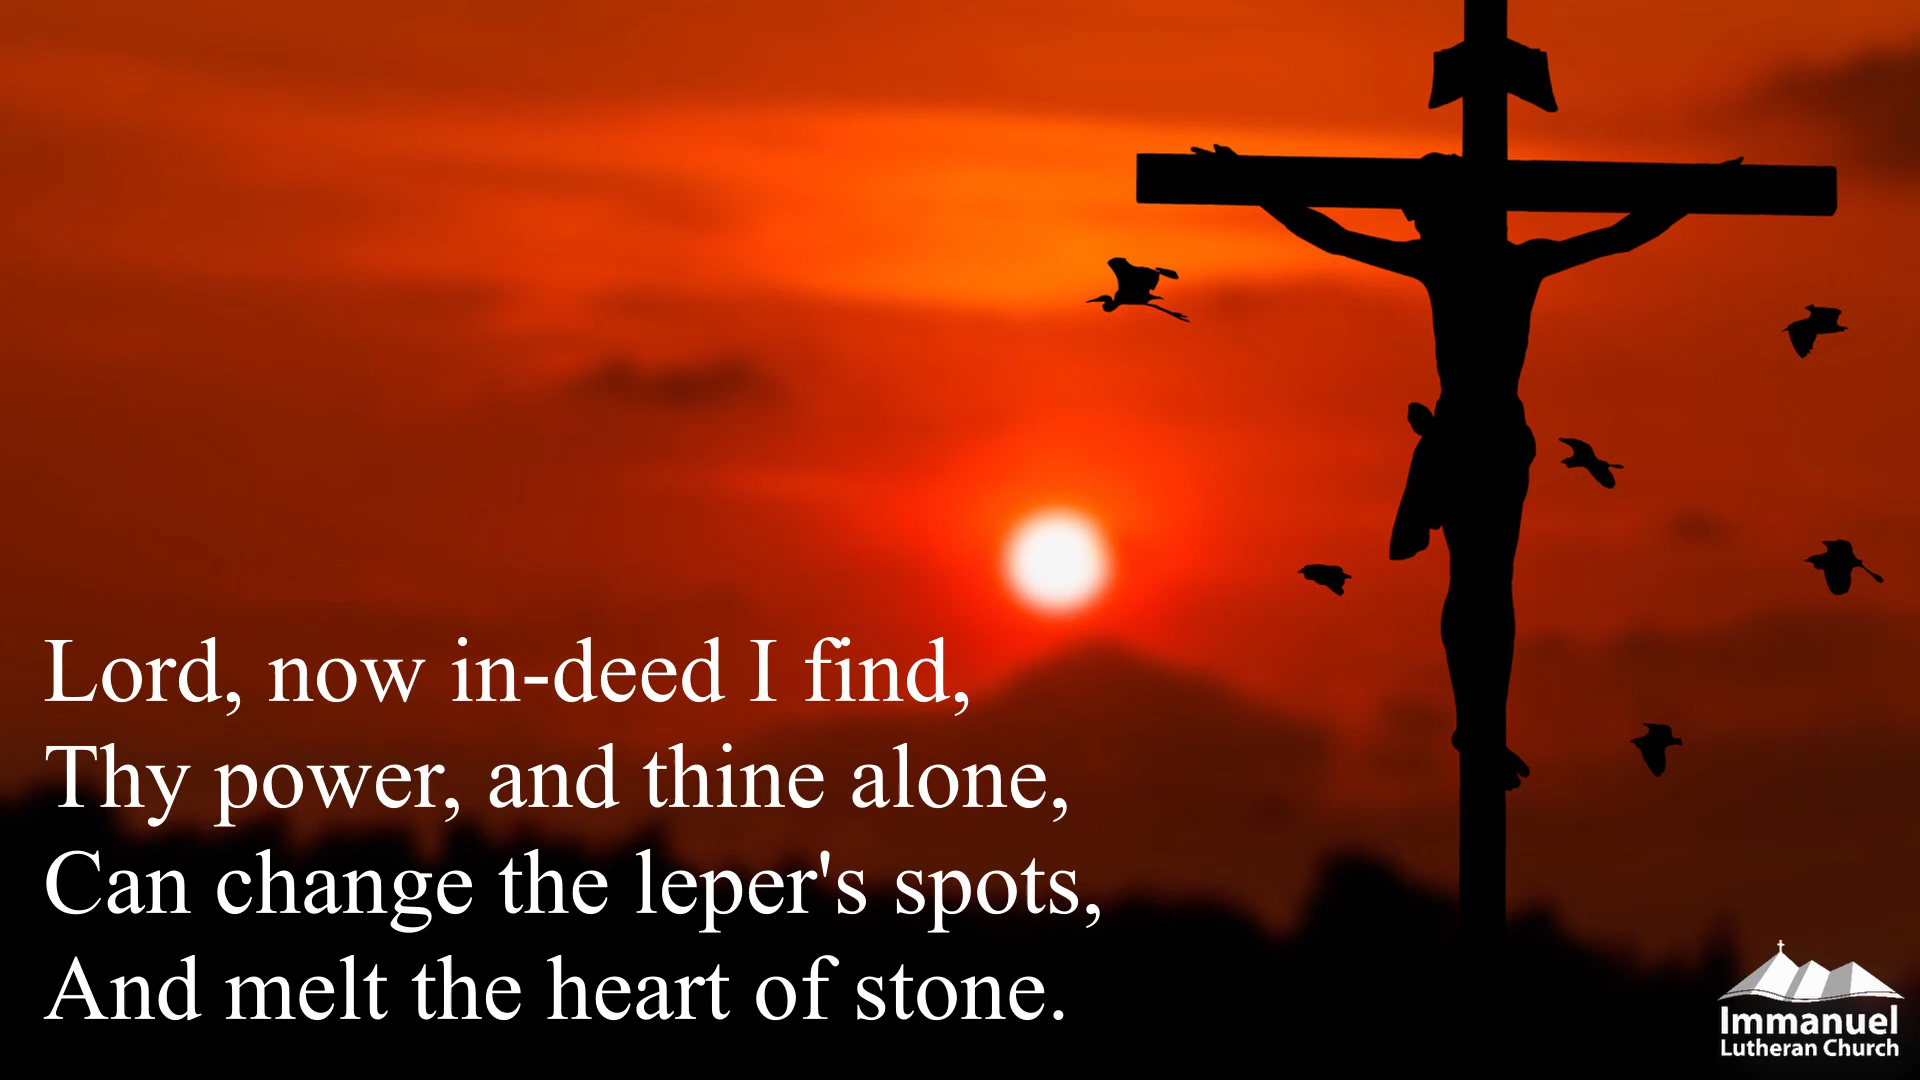 Lord, now in-deed I find,
Thy power, and thine alone,
Can change the leper's spots,
And melt the heart of stone.
Immanuel
Lutheran Church